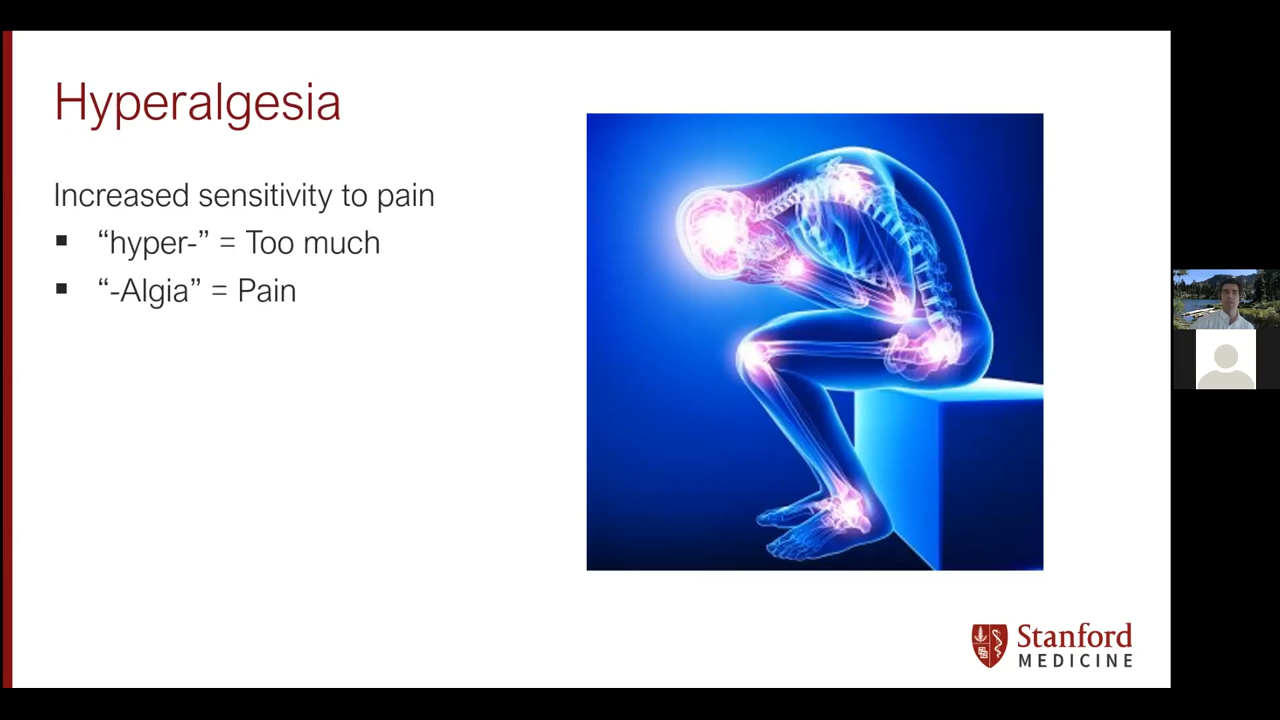 Hyperalgesia
Increased sensitivity to pain
▪ “hyper-” = Too much
▪ “-Algia” = Pain
Stanford
MEDICINE